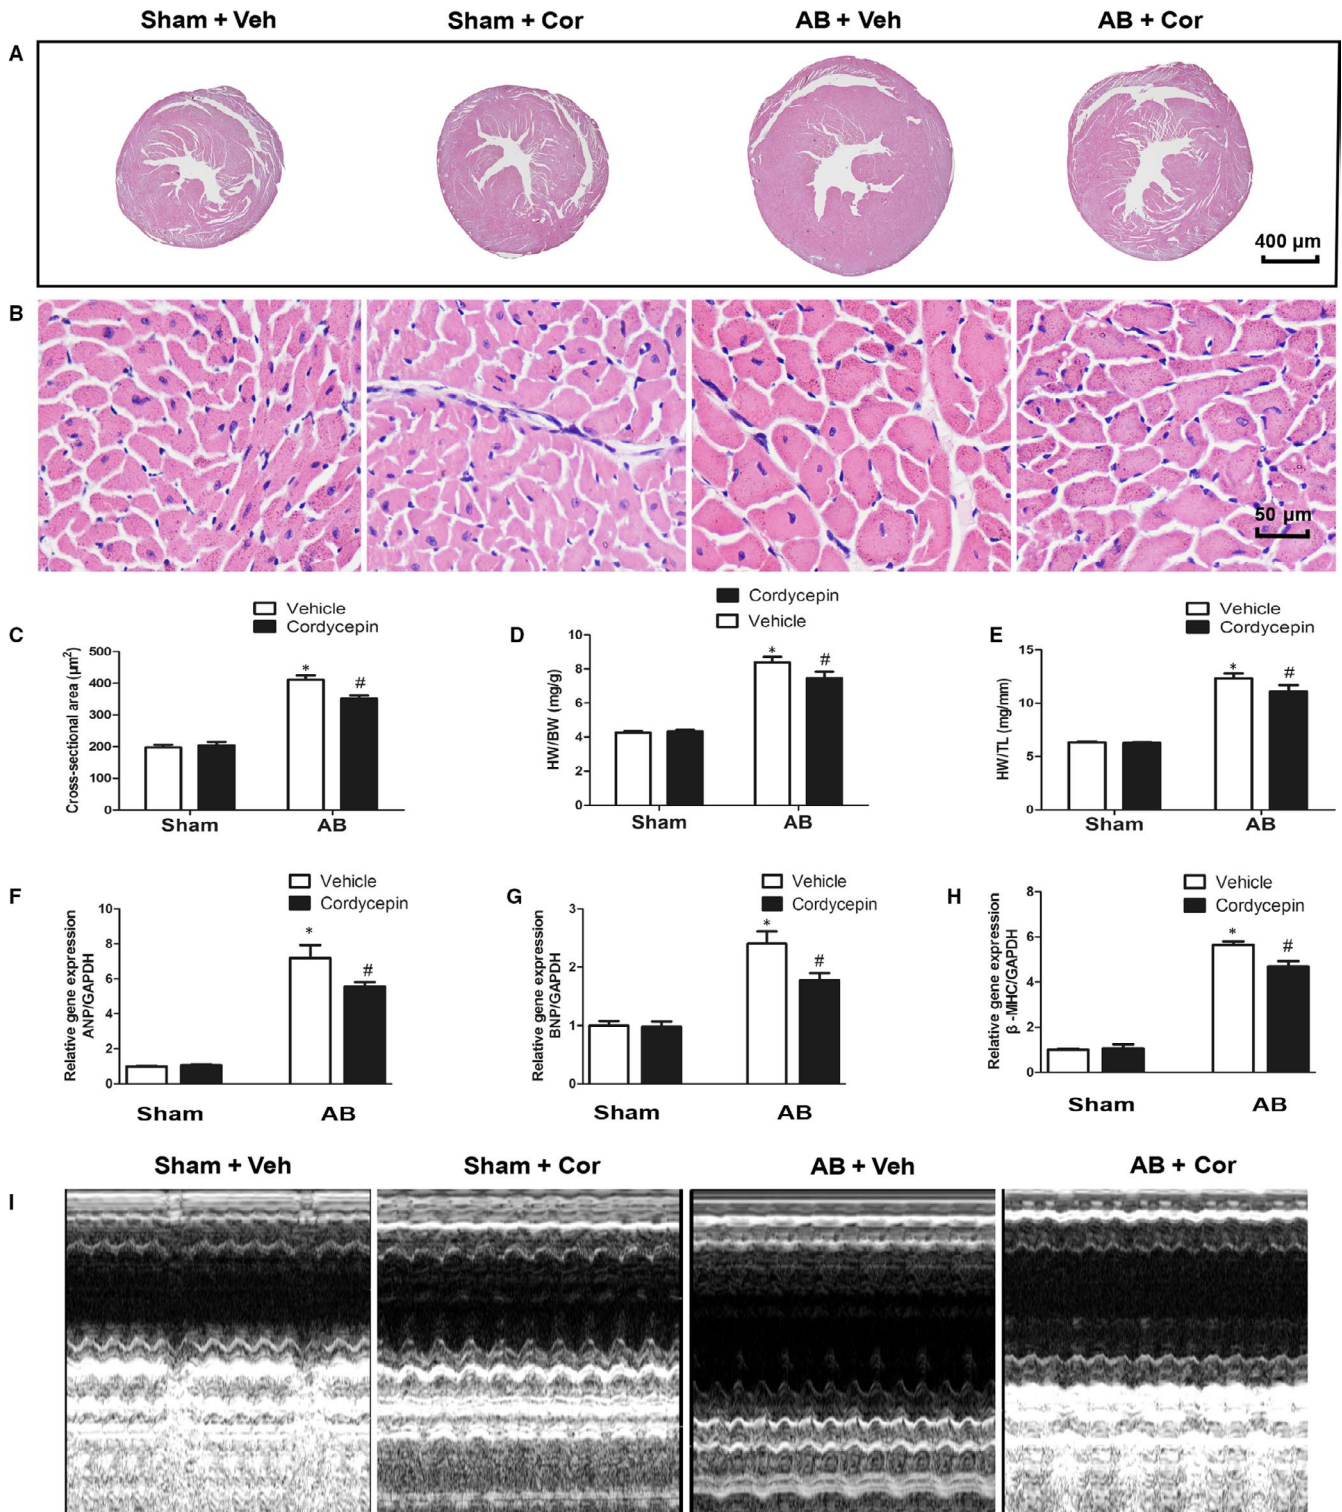 Sham + Veh
Sham + Cor
AB + Veh
AB + Cor
A
400 µm
B
50 µm
C
Vehicle
Cordycepin
Cross-sectional area (µm²)
500
400
300
200
100
0
*
#
Sham
AB
D
Cordycepin
Vehicle
HW/BW (mg/g)
10
8
6
4
2
0
*
#
Sham
AB
E
Vehicle
Cordycepin
HW/TL (mg/mm)
15
10
5
0
*
#
Sham
AB
F
Vehicle
Cordycepin
Relative gene expression
ANP/GAPDH
10
8
6
4
2
0
*
#
Sham
AB
G
Vehicle
Cordycepin
Relative gene expression
BNP/GAPDH
3
2
1
0
*
#
Sham
AB
H
Vehicle
Cordycepin
Relative gene expression
β -MHC/GAPDH
8
6
4
2
0
*
#
Sham
AB
Sham + Veh
Sham + Cor
AB + Veh
AB + Cor
I